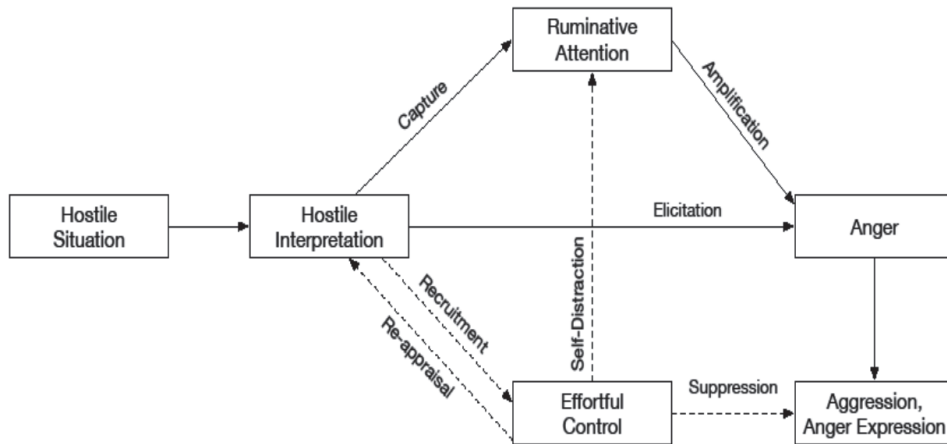 Ruminative
Attention
Capture
Amplification
Hostile
Situation
Hostile
Interpretation
Elicitation
Anger
Recruitment
Re-appraisal
Self-Distraction
Effortful
Control
Suppression
Aggression,
Anger Expression